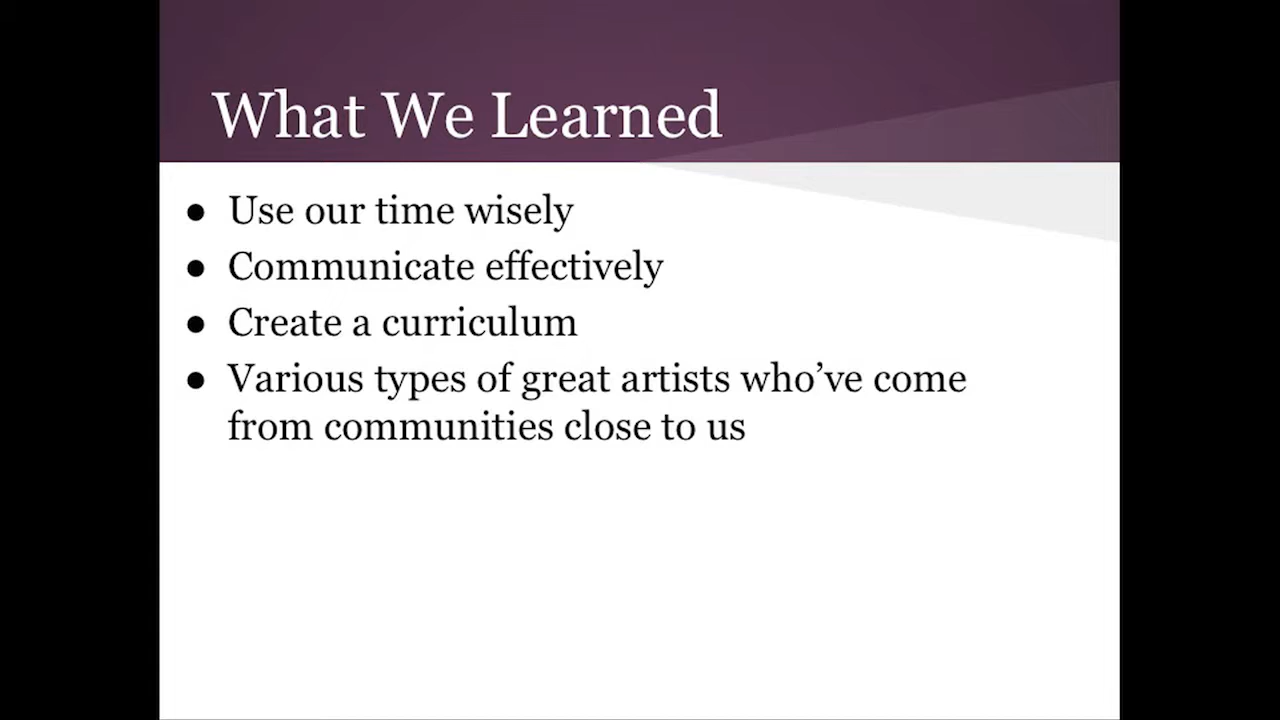 What We Learned
● Use our time wisely
● Communicate effectively
● Create a curriculum
● Various types of great artists who’ve come
from communities close to us